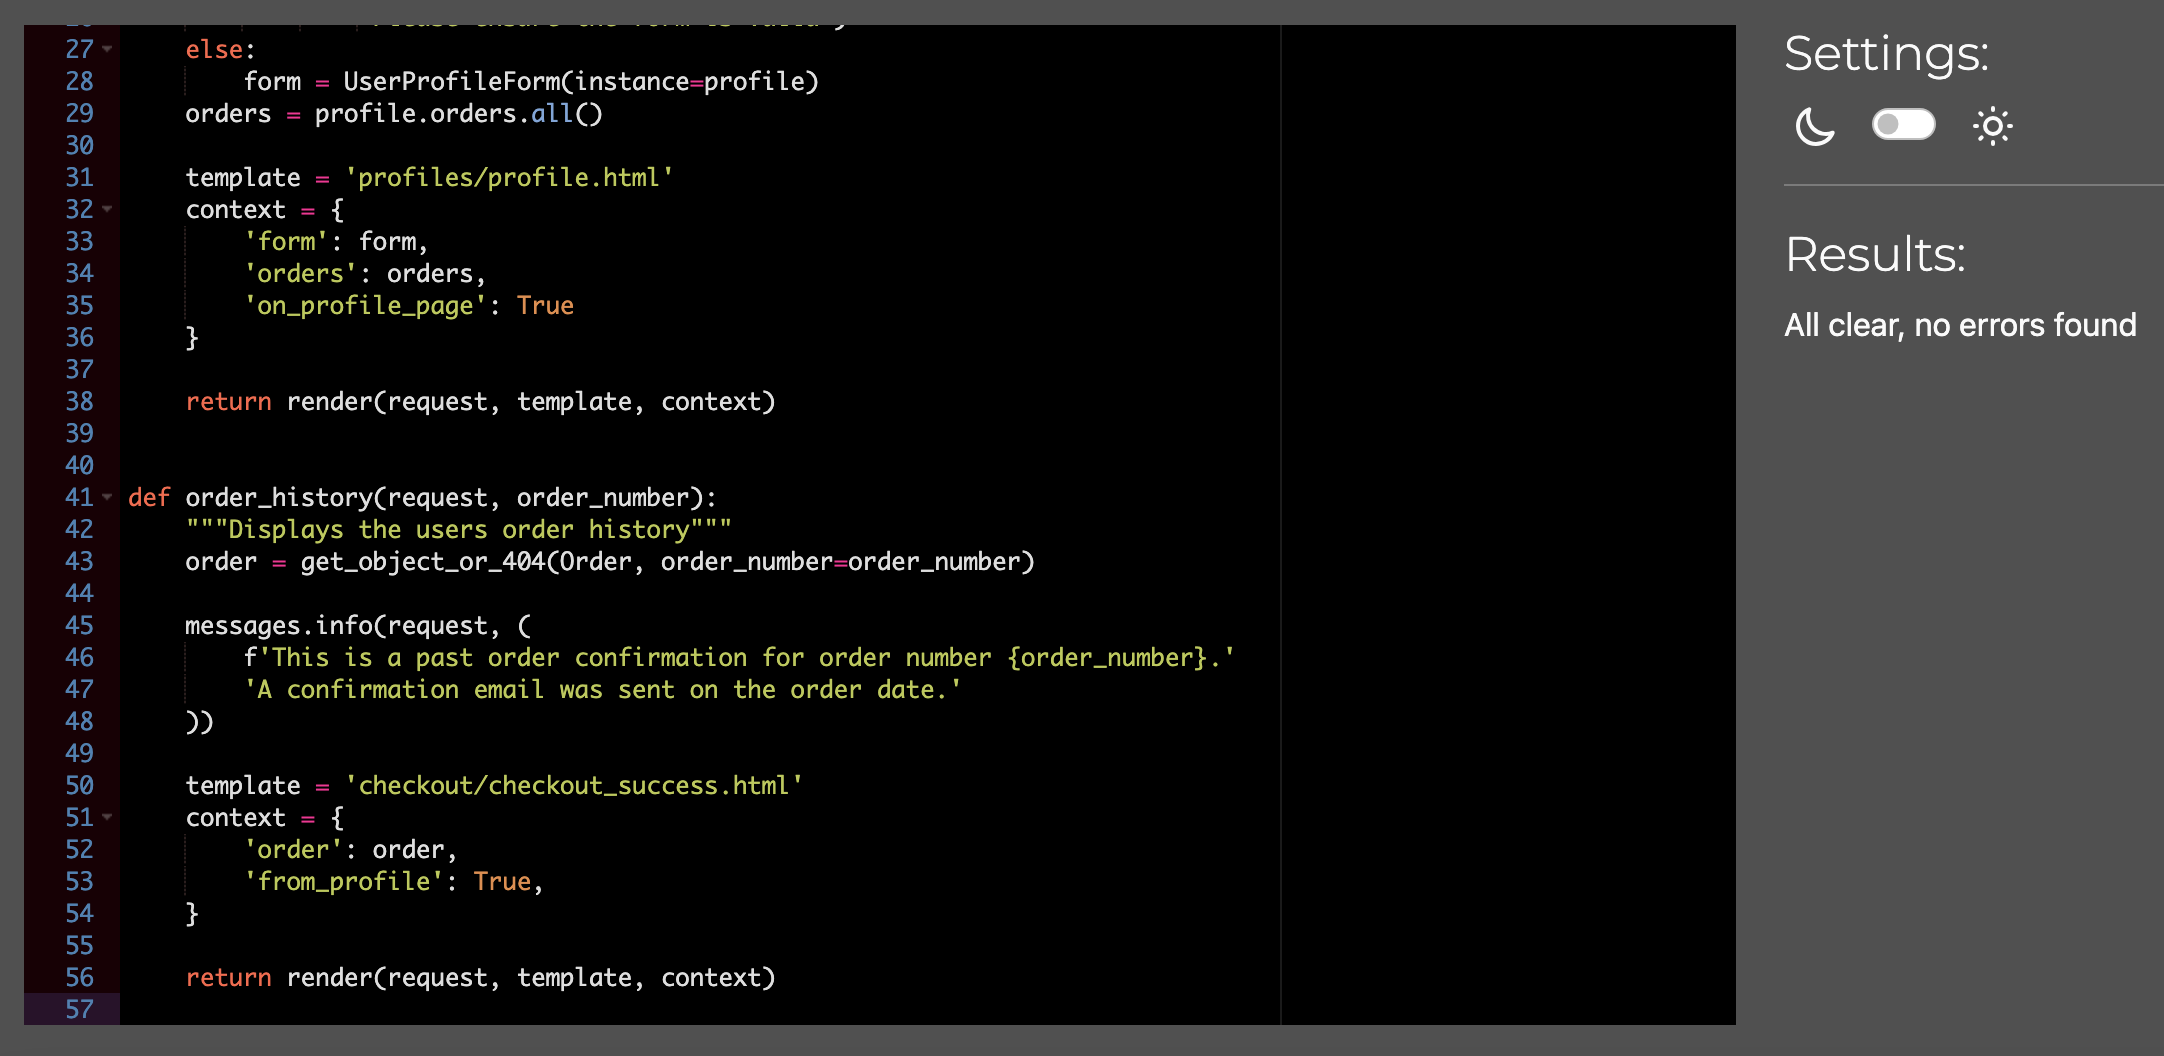 27 else:
28 form = UserProfileForm(instance=profile)
29 orders = profile.orders.all()
30
31 template = 'profiles/profile.html'
32 context = {
33 'form': form,
34 'orders': orders,
35 'on_profile_page': True
36 }
37
38 return render(request, template, context)
39
40
41 def order_history(request, order_number):
42 """Displays the users order history"""
43 order = get_object_or_404(Order, order_number=order_number)
44
45 messages.info(request, (
46 f'This is a past order confirmation for order number {order_number}.'
47 'A confirmation email was sent on the order date.'
48 ))
49
50 template = 'checkout/checkout_success.html'
51 context = {
52 'order': order,
53 'from_profile': True,
54 }
55
56 return render(request, template, context)
57
Settings:
Results:
All clear, no errors found